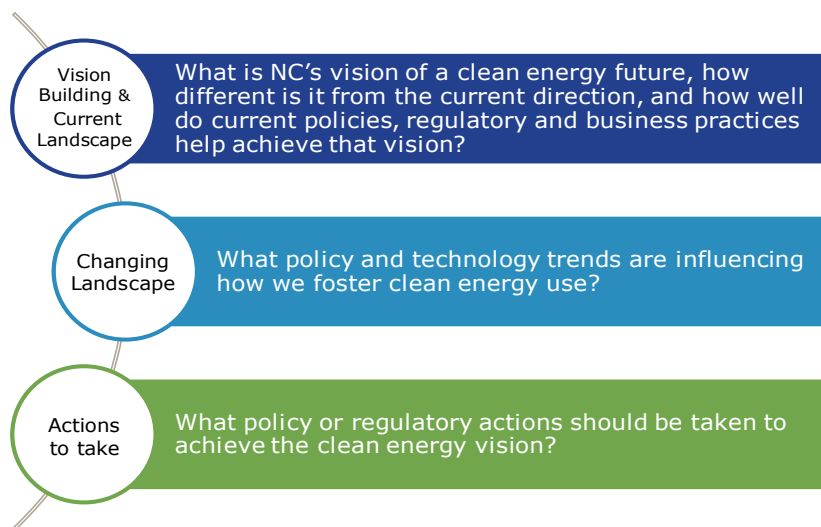 Vision
Building &
Current
Landscape
What is NC’s vision of a clean energy future, how
different is it from the current direction, and how well
do current policies, regulatory and business practices
help achieve that vision?
Changing
Landscape
What policy and technology trends are influencing
how we foster clean energy use?
Actions
to take
What policy or regulatory actions should be taken to
achieve the clean energy vision?